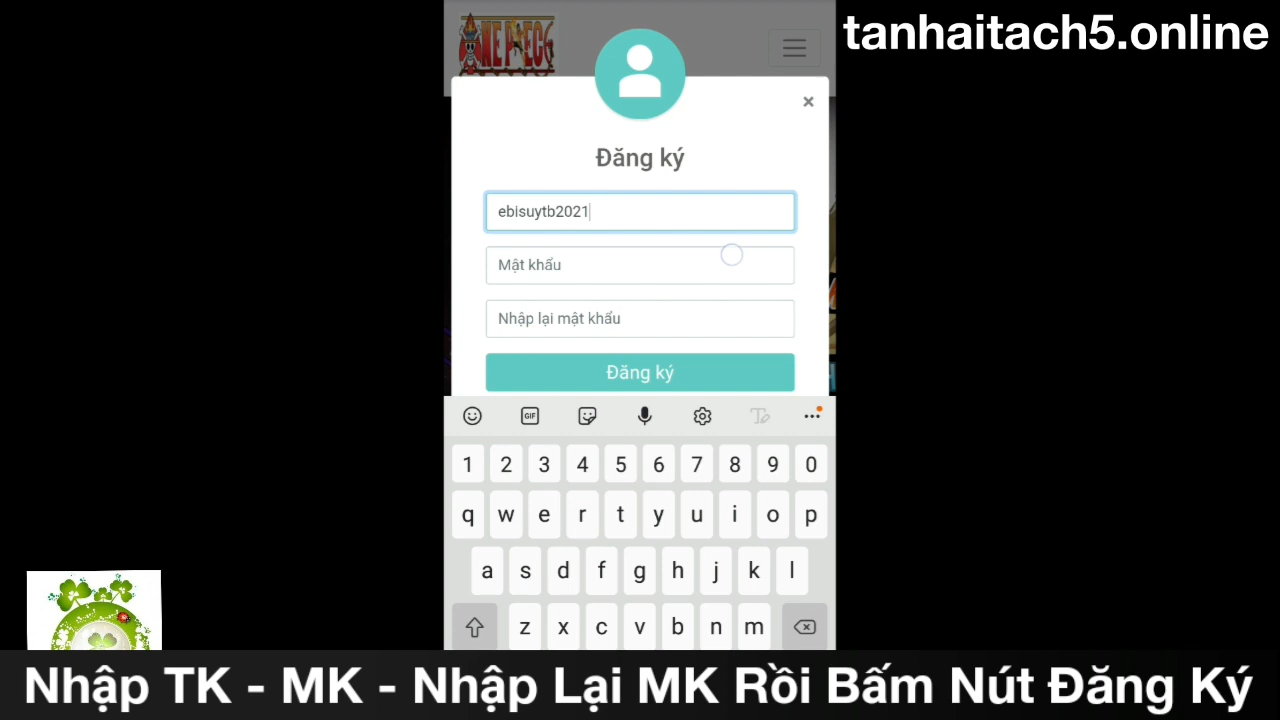 tanhaitach5.online
×
Đăng ký
ebisuytb2021
Mật khẩu
Nhập lại mật khẩu
Đăng ký
GIF
1 2 3 4 5 6 7 8 9 0
q w e r t y u i o p
a s d f g h j k l
z x c v b n m
Nhập TK - MK - Nhập Lại MK Rồi Bấm Nút Đăng Ký